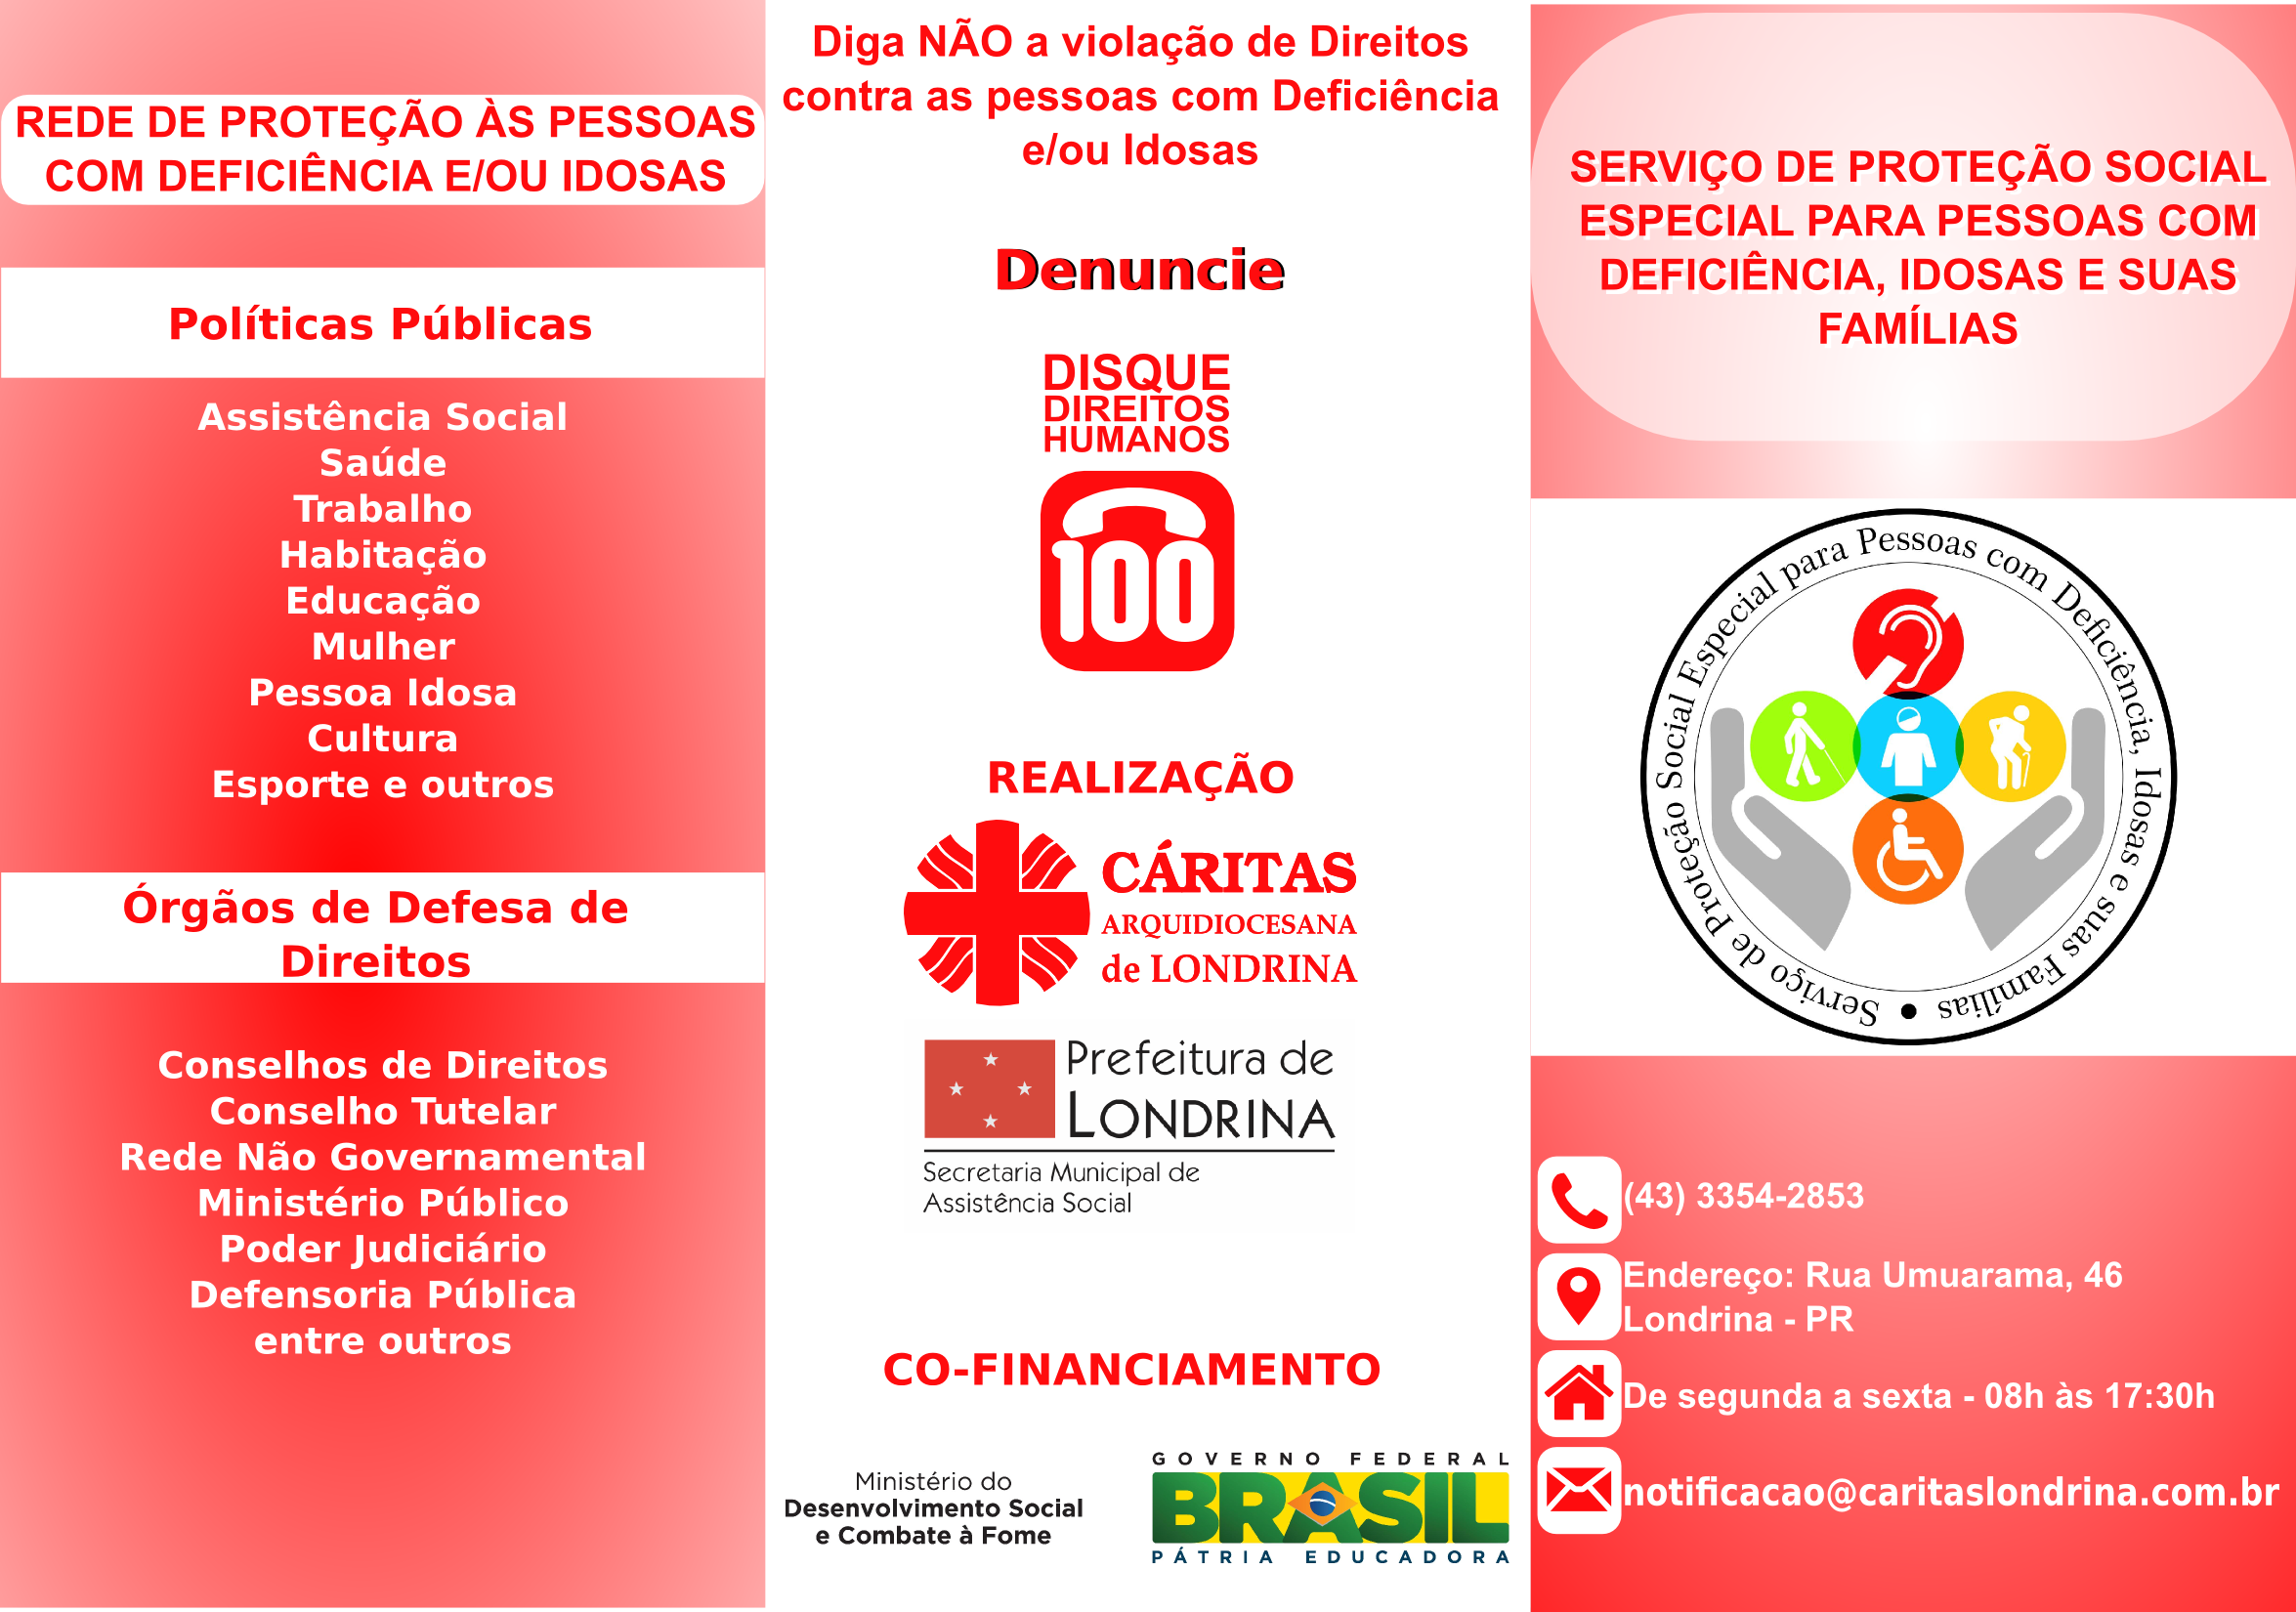 REDE DE PROTEÇÃO ÀS PESSOAS
COM DEFICIÊNCIA E/OU IDOSAS
Políticas Públicas
Assistência Social
Saúde
Trabalho
Habitação
Educação
Mulher
Pessoa Idosa
Cultura
Esporte e outros
Órgãos de Defesa de
Direitos
Conselhos de Direitos
Conselho Tutelar
Rede Não Governamental
Ministério Público
Poder Judiciário
Defensoria Pública
entre outros
Diga NÃO a violação de Direitos
contra as pessoas com Deficiência
e/ou Idosas
Denuncie
DISQUE
DIREITOS
HUMANOS
100
REALIZAÇÃO
CÁRITAS
ARQUIDIOCESANA
de LONDRINA
Prefeitura de
LONDRINA
Secretaria Municipal de
Assistência Social
CO-FINANCIAMENTO
Ministério do
Desenvolvimento Social
e Combate à Fome
GOVERNO FEDERAL
BRASIL
PÁTRIA EDUCADORA
SERVIÇO DE PROTEÇÃO SOCIAL
ESPECIAL PARA PESSOAS COM
DEFICIÊNCIA, IDOSAS E SUAS
FAMÍLIAS
Serviço de Proteção Social Especial para Pessoas com Deficiência, Idosas e suas Famílias •
(43) 3354-2853
Endereço: Rua Umuarama, 46
Londrina - PR
De segunda a sexta - 08h às 17:30h
notificacao@caritaslondrina.com.br